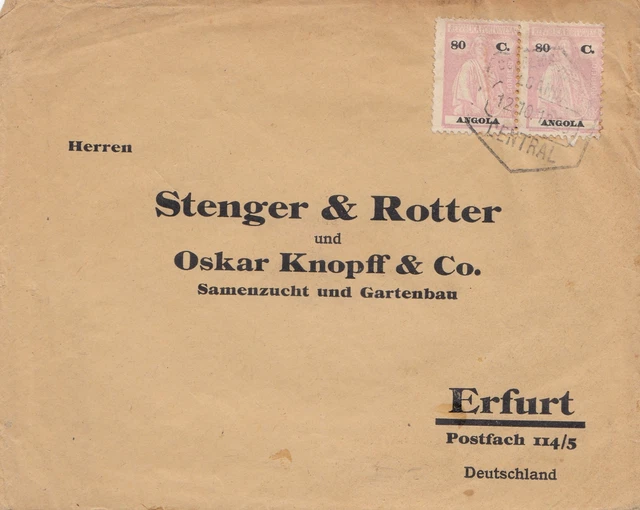 80 C.
ANGOLA
80 C.
ANGOLA
CENTRAL
Herren
Stenger & Rotter
und
Oskar Knopff & Co.
Samenzucht und Gartenbau
Erfurt
Postfach 114/5
Deutschland